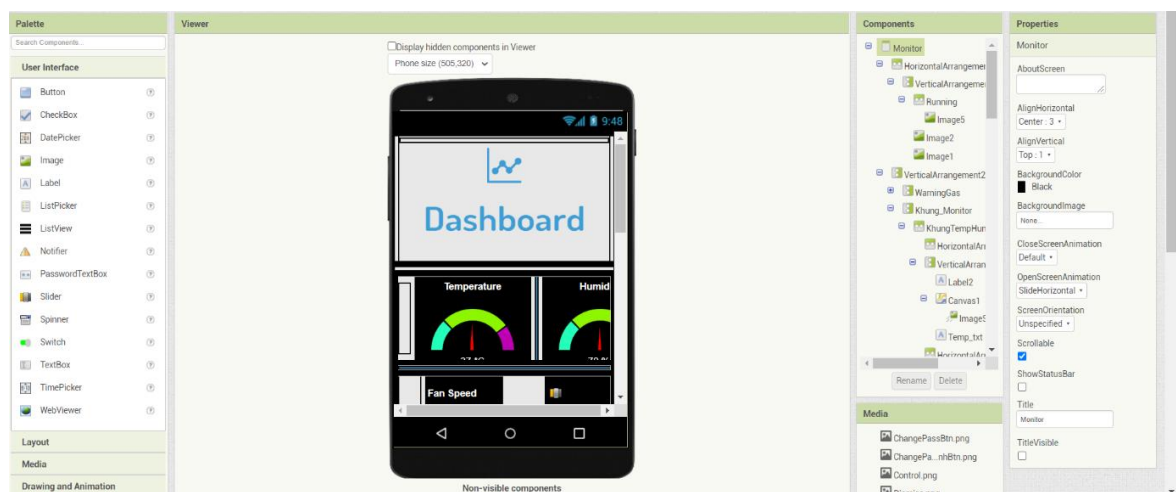 Palette
Search Components...
User Interface
Button
CheckBox
DatePicker
Image
Label
ListPicker
ListView
Notifier
PasswordTextBox
Slider
Spinner
Switch
TextBox
TimePicker
WebViewer
Layout
Media
Drawing and Animation
Viewer
Display hidden components in Viewer
Phone size (505,320)
9:48
Dashboard
Temperature
Humid
Fan Speed
Non-visible components
Components
Monitor
HorizontalArrangemen
VerticalArrangeme
Running
Image5
Image2
Image1
VerticalArrangement2
WarningGas
Khung_Monitor
KhungTempHun
HorizontalArr
VerticalArran
Label2
Canvas1
ImageS
Temp_txt
Rename Delete
Media
ChangePassBtn.png
ChangePa...nhBtn.png
Control.png
Properties
Monitor
AboutScreen
AlignHorizontal
Center : 3
AlignVertical
Top : 1
BackgroundColor
Black
BackgroundImage
None...
CloseScreenAnimation
Default
OpenScreenAnimation
SlideHorizontal
ScreenOrientation
Unspecified
Scrollable
ShowStatusBar
Title
Monitor
TitleVisible